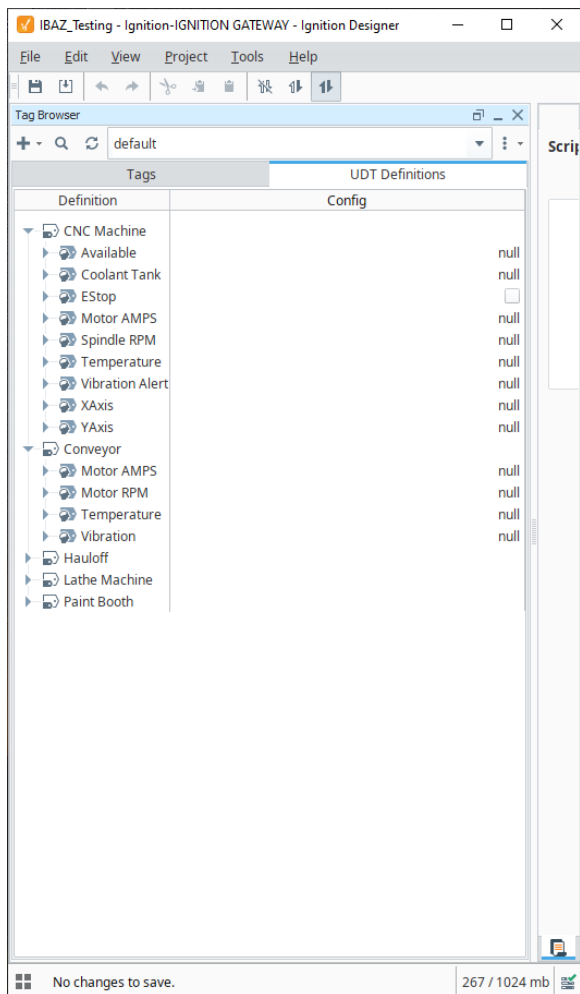 IBAZ_Testing - Ignition-IGNITION GATEWAY - Ignition Designer
File Edit View Project Tools Help
Tag Browser
default
Scrip
Tags UDT Definitions
Definition Config
CNC Machine
Available null
Coolant Tank null
EStop
Motor AMPS null
Spindle RPM null
Temperature null
Vibration Alert null
XAxis null
YAxis null
Conveyor
Motor AMPS null
Motor RPM null
Temperature null
Vibration null
Hauloff
Lathe Machine
Paint Booth
No changes to save. 267 / 1024 mb